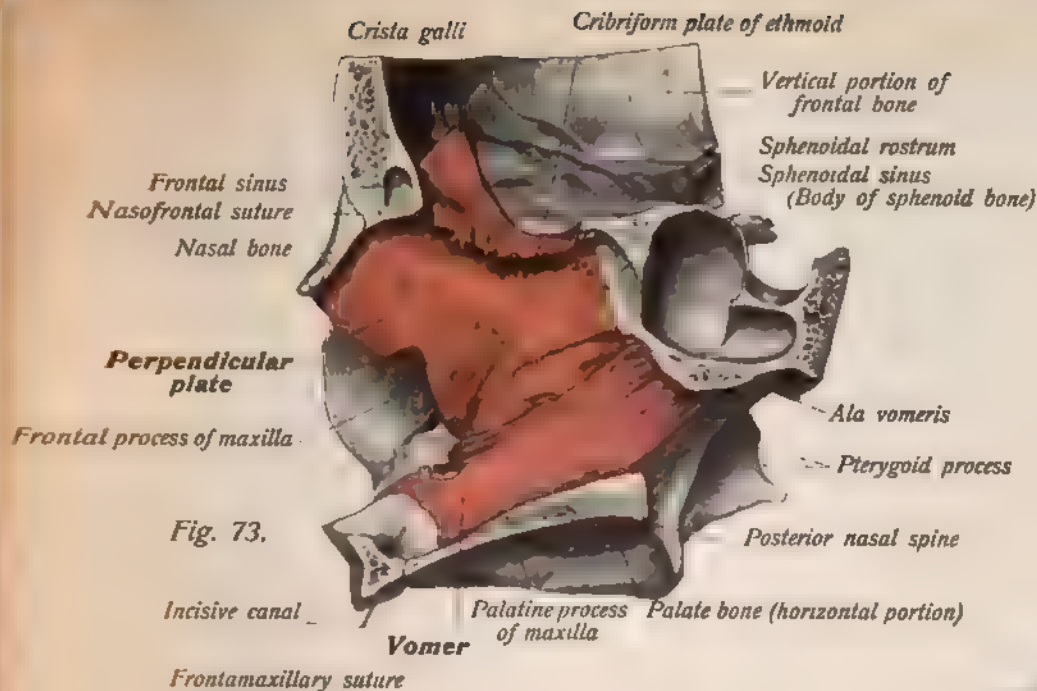 Crista galli
Cribriform plate of ethmoid
Vertical portion of
frontal bone
Sphenoidal rostrum
Sphenoidal sinus
(Body of sphenoid bone)
Frontal sinus
Nasofrontal suture
Nasal bone
Perpendicular
plate
Frontal process of maxilla
Ala vomeris
Pterygoid process
Fig. 73.
Posterior nasal spine
Incisive canal
Palatine process
of maxilla
Palate bone (horizontal portion)
Vomer
Frontamaxillary suture